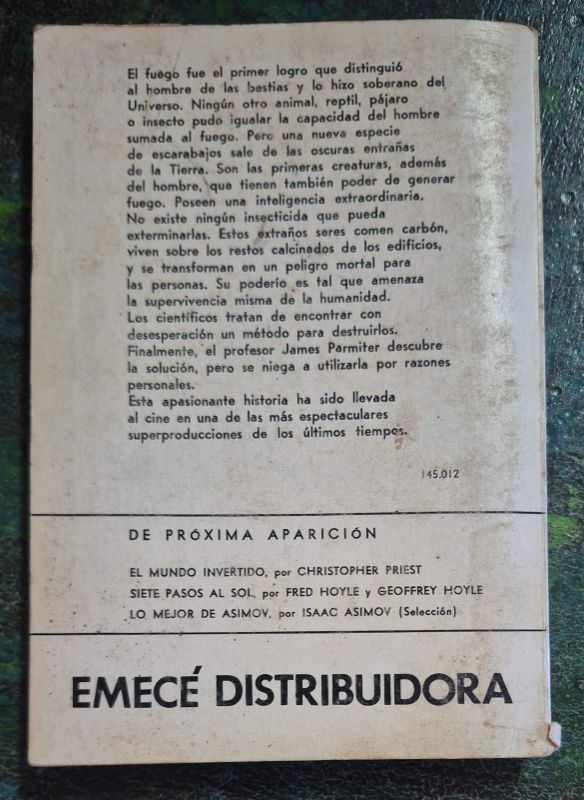 El fuego fue el primer logro que distinguió
al hombre de las bestias y lo hizo soberano del
Universo. Ningún otro animal, reptil, pájaro
o insecto pudo igualar la capacidad del hombre
sumada al fuego. Pero una nueva especie
de escarabajos sale de las oscuras entrañas
de la Tierra. Son las primeras creaturas, además
del hombre, que tienen también poder de generar
fuego. Poseen una inteligencia extraordinaria.
No existe ningún insecticida que pueda
exterminarlas. Estos extraños seres comen carbón,
viven sobre los restos calcinados de los edificios,
y se transforman en un peligro mortal para
las personas. Su poderío es tal que amenaza
la supervivencia misma de la humanidad.
Los científicos tratan de encontrar con
desesperación un método para destruirlos.
Finalmente, el profesor James Parmiter descubre
la solución, pero se niega a utilizarla por razones
personales.
Esta apasionante historia ha sido llevada
al cine en una de las más espectaculares
superproducciones de los últimos tiempos.
145.012
DE PRÓXIMA APARICIÓN
EL MUNDO INVERTIDO, por CHRISTOPHER PRIEST
SIETE PASOS AL SOL, por FRED HOYLE y GEOFFREY HOYLE
LO MEJOR DE ASIMOV, por ISAAC ASIMOV (Selección)
EMECÉ DISTRIBUIDORA